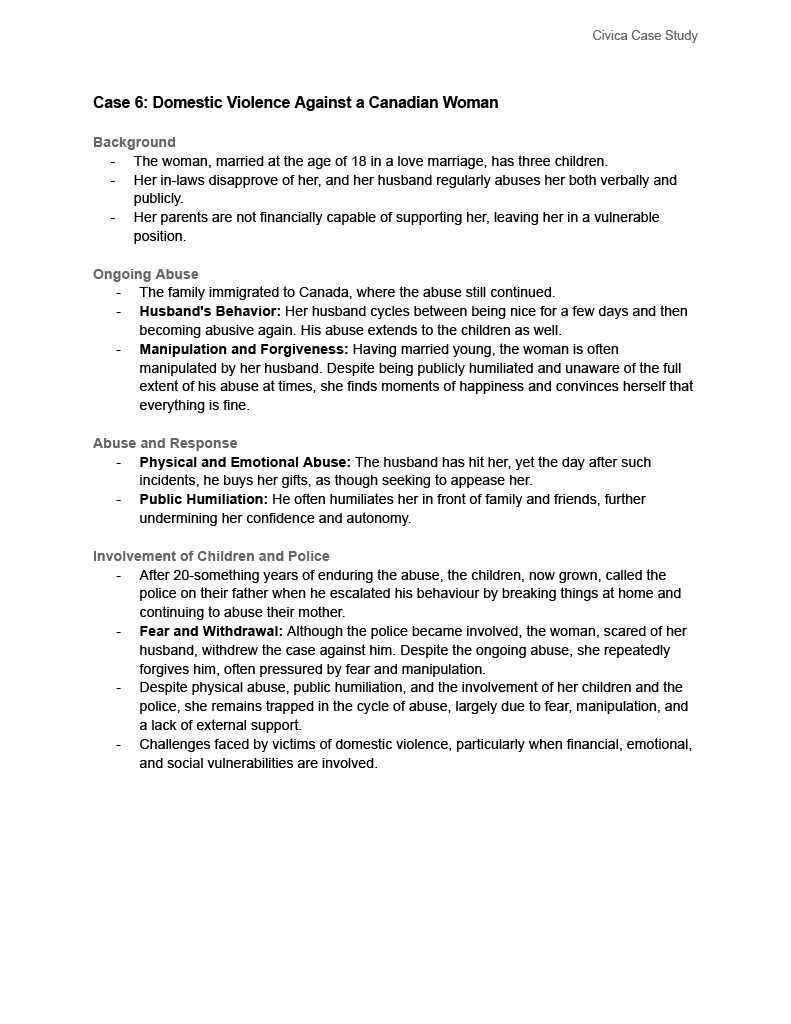 Civica Case Study
Case 6: Domestic Violence Against a Canadian Woman
Background
- The woman, married at the age of 18 in a love marriage, has three children.
- Her in-laws disapprove of her, and her husband regularly abuses her both verbally and
publicly.
- Her parents are not financially capable of supporting her, leaving her in a vulnerable
position.
Ongoing Abuse
- The family immigrated to Canada, where the abuse still continued.
- Husband's Behavior: Her husband cycles between being nice for a few days and then
becoming abusive again. His abuse extends to the children as well.
- Manipulation and Forgiveness: Having married young, the woman is often
manipulated by her husband. Despite being publicly humiliated and unaware of the full
extent of his abuse at times, she finds moments of happiness and convinces herself that
everything is fine.
Abuse and Response
- Physical and Emotional Abuse: The husband has hit her, yet the day after such
incidents, he buys her gifts, as though seeking to appease her.
- Public Humiliation: He often humiliates her in front of family and friends, further
undermining her confidence and autonomy.
Involvement of Children and Police
- After 20-something years of enduring the abuse, the children, now grown, called the
police on their father when he escalated his behaviour by breaking things at home and
continuing to abuse their mother.
- Fear and Withdrawal: Although the police became involved, the woman, scared of her
husband, withdrew the case against him. Despite the ongoing abuse, she repeatedly
forgives him, often pressured by fear and manipulation.
- Despite physical abuse, public humiliation, and the involvement of her children and the
police, she remains trapped in the cycle of abuse, largely due to fear, manipulation, and
a lack of external support.
- Challenges faced by victims of domestic violence, particularly when financial, emotional,
and social vulnerabilities are involved.